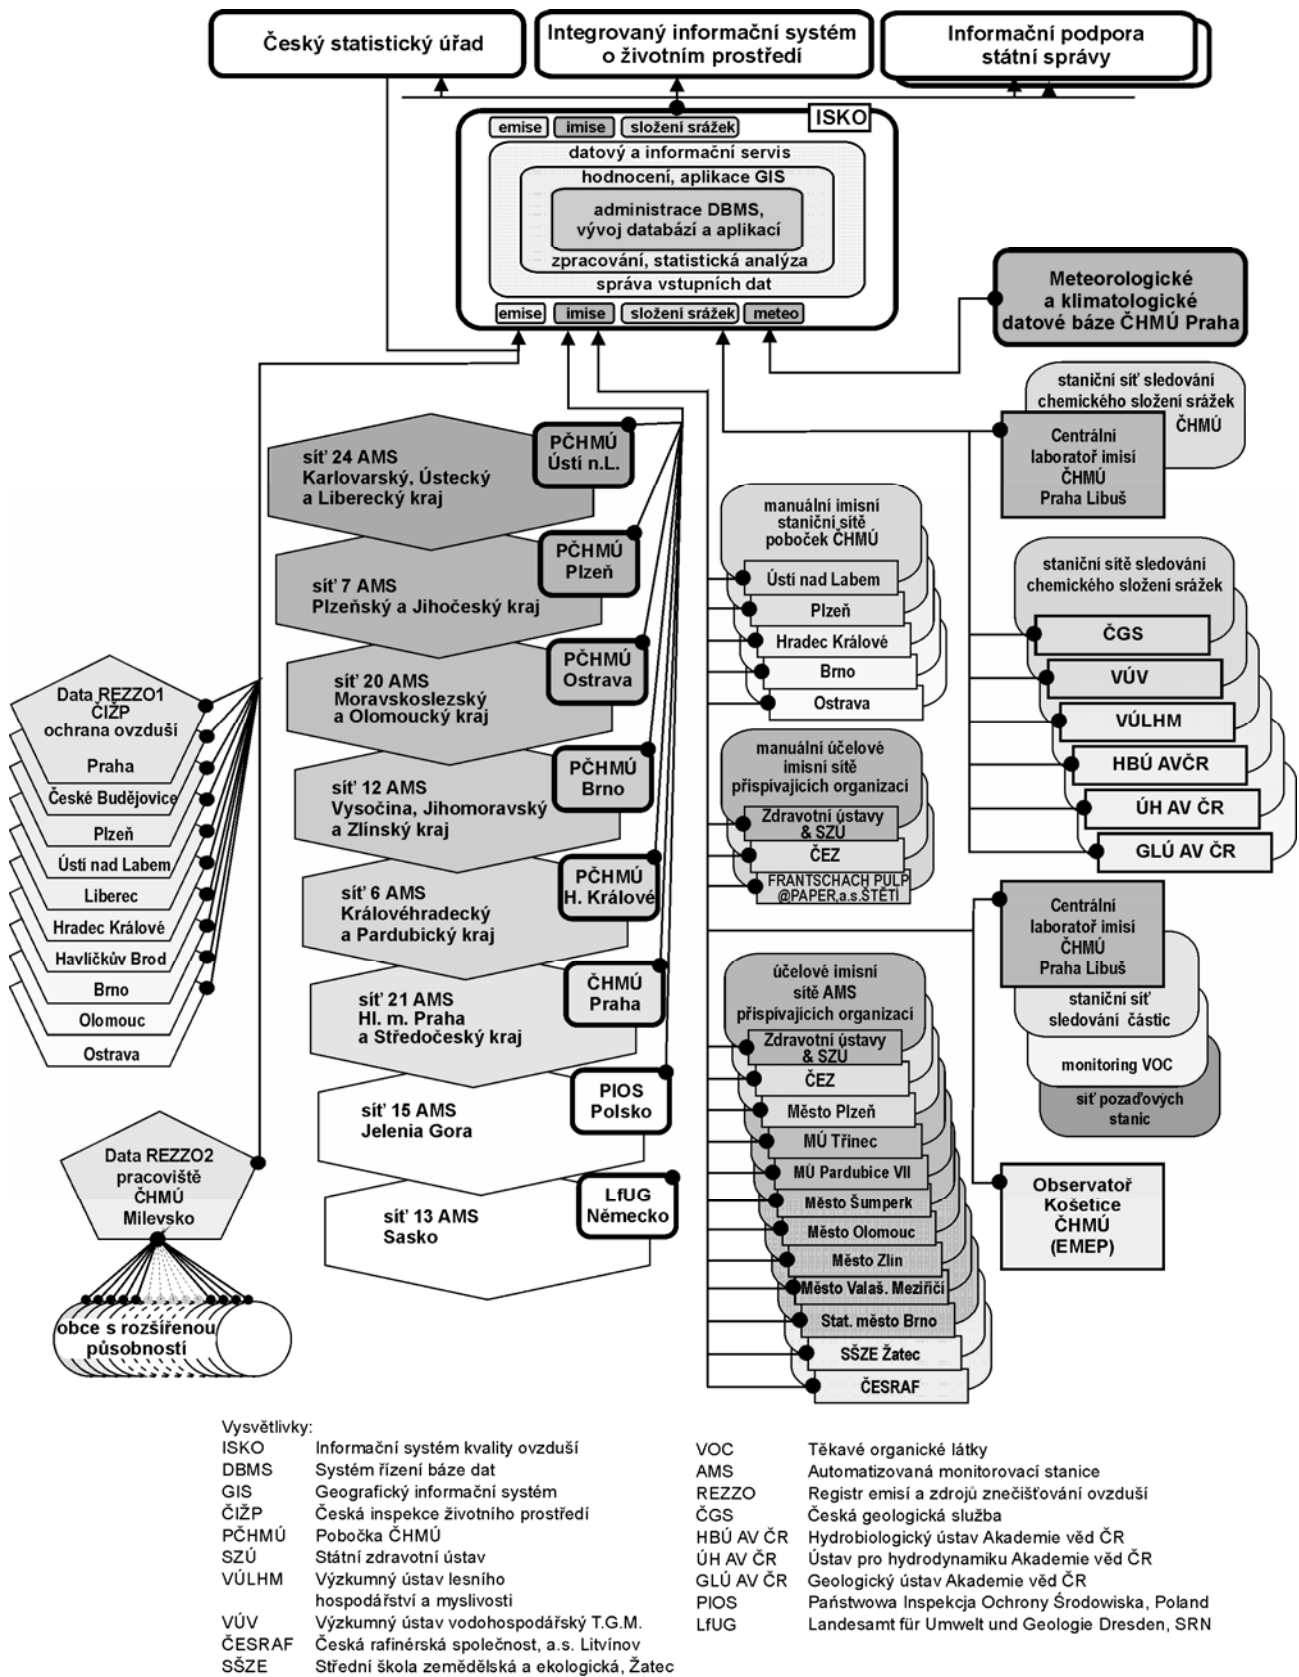 Český statistický úřad
Integrovaný informační systém
o životním prostředí
Informační podpora
státní správy
ISKO
emise
imise
složení srážek
datový a informační servis
hodnocení, aplikace GIS
administrace DBMS,
vývoj databází a aplikací
zpracování, statistická analýza
správa vstupních dat
emise
imise
složení srážek
meteo
Meteorologické
a klimatologické
datové báze ČHMÚ Praha
staniční síť sledování
chemického složení srážek
ČHMÚ
Centrální
laboratoř imisí
ČHMÚ
Praha Libuš
síť 24 AMS
Karlovarský, Ústecký
a Liberecký kraj
PČHMÚ
Ústí n.L.
síť 7 AMS
Plzeňský a Jihočeský kraj
PČHMÚ
Plzeň
síť 20 AMS
Moravskoslezský
a Olomoucký kraj
PČHMÚ
Ostrava
síť 12 AMS
Vysočina, Jihomoravský
a Zlínský kraj
PČHMÚ
Brno
síť 6 AMS
Královéhradecký
a Pardubický kraj
PČHMÚ
H. Králové
síť 21 AMS
Hl. m. Praha
a Středočeský kraj
ČHMÚ
Praha
síť 15 AMS
Jelenia Gora
PIOS
Polsko
síť 13 AMS
Sasko
LfUG
Německo
Data REZZO1
ČIŽP
ochrana ovzduší
Praha
České Budějovice
Plzeň
Ústí nad Labem
Liberec
Hradec Králové
Havlíčkův Brod
Brno
Olomouc
Ostrava
Data REZZO2
pracoviště
ČHMÚ
Milevsko
obce s rozšířenou
působností
manuální imisní
staniční sítě
poboček ČHMÚ
Ústí nad Labem
Plzeň
Hradec Králové
Brno
Ostrava
manuální účelové
imisní sítě
přispívajících organizací
Zdravotní ústavy
& SZÚ
ČEZ
FRANTSCHACH PULP
@PAPER,a.s.ŠTĚTÍ
účelové imisní
sítě AMS
přispívajících organizací
Zdravotní ústavy
& SZÚ
ČEZ
Město Plzeň
MÚ Třinec
MÚ Pardubice VII
Město Šumperk
Město Olomouc
Město Zlín
Město Valaš. Meziříčí
Stat. město Brno
SŠZE Žatec
ČESRAF
staniční sítě sledování
chemického složení srážek
ČGS
VÚV
VÚLHM
HBÚ AVČR
ÚH AV ČR
GLÚ AV ČR
Centrální
laboratoř imisí
ČHMÚ
Praha Libuš
staniční síť
sledování částic
monitoring VOC
síť pozaďových
stanic
Observatoř
Košetice
ČHMÚ
(EMEP)
Vysvětlivky:
ISKO Informační systém kvality ovzduší
DBMS Systém řízení báze dat
GIS Geografický informační systém
ČIŽP Česká inspekce životního prostředí
PČHMÚ Pobočka ČHMÚ
SZÚ Státní zdravotní ústav
VÚLHM Výzkumný ústav lesního
hospodářství a myslivosti
VÚV Výzkumný ústav vodohospodářský T.G.M.
ČESRAF Česká rafinérská společnost, a.s. Litvínov
SŠZE Střední škola zemědělská a ekologická, Žatec
VOC Těkavé organické látky
AMS Automatizovaná monitorovací stanice
REZZO Registr emisí a zdrojů znečišťování ovzduší
ČGS Česká geologická služba
HBÚ AV ČR Hydrobiologický ústav Akademie věd ČR
ÚH AV ČR Ústav pro hydrodynamiku Akademie věd ČR
GLÚ AV ČR Geologický ústav Akademie věd ČR
PIOS Państwowa Inspekcja Ochrony Środowiska, Poland
LfUG Landesamt für Umwelt und Geologie Dresden, SRN